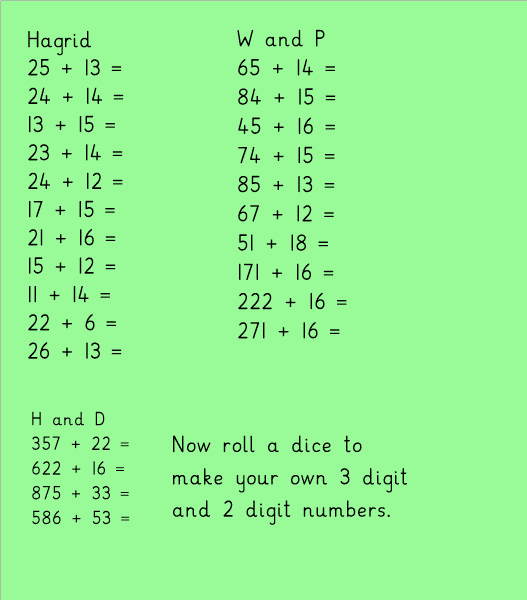 Hagrid
25 + 13 =
24 + 14 =
13 + 15 =
23 + 14 =
24 + 12 =
17 + 15 =
21 + 16 =
15 + 12 =
11 + 14 =
22 + 6 =
26 + 13 =
W and P
65 + 14 =
84 + 15 =
45 + 16 =
74 + 15 =
85 + 13 =
67 + 12 =
51 + 18 =
171 + 16 =
222 + 16 =
271 + 16 =
H and D
357 + 22 =
622 + 16 =
875 + 33 =
586 + 53 =
Now roll a dice to
make your own 3 digit
and 2 digit numbers.